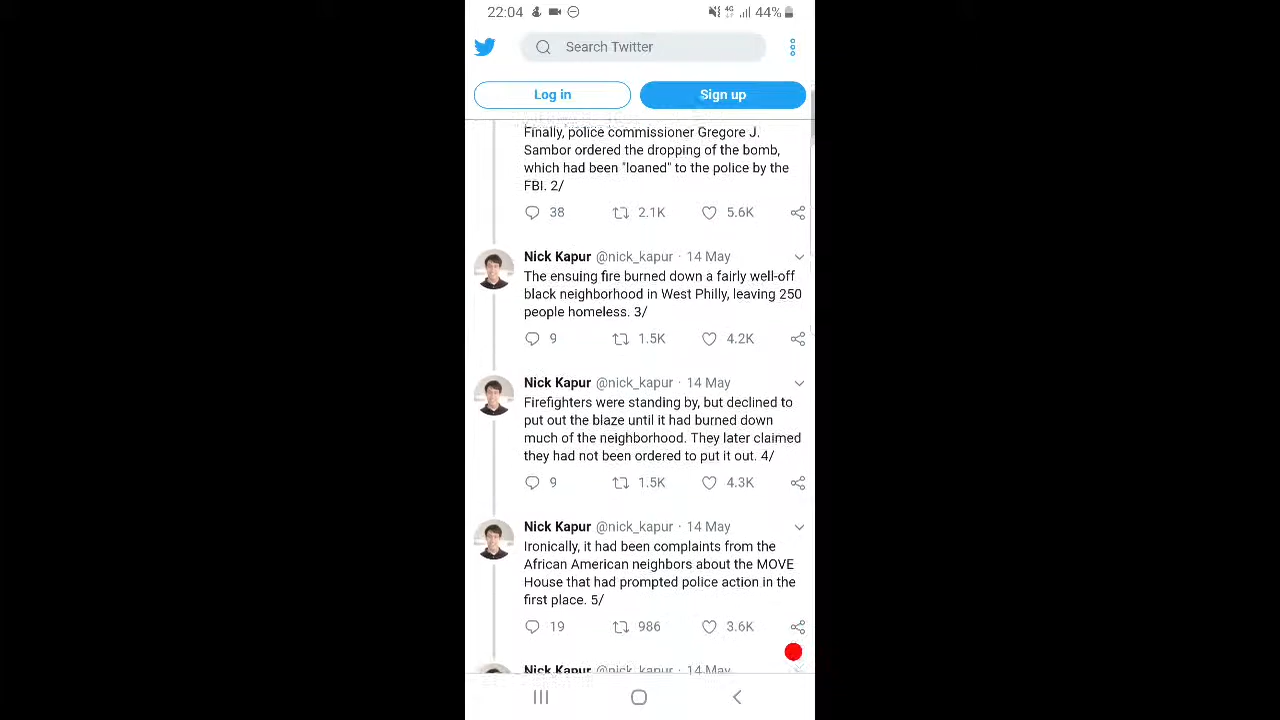 22:04 4G 44%
Search Twitter
Log in Sign up
Finally, police commissioner Gregore J.
Sambor ordered the dropping of the bomb,
which had been "loaned" to the police by the
FBI. 2/
38 2.1K 5.6K
Nick Kapur @nick_kapur · 14 May
The ensuing fire burned down a fairly well-off
black neighborhood in West Philly, leaving 250
people homeless. 3/
9 1.5K 4.2K
Nick Kapur @nick_kapur · 14 May
Firefighters were standing by, but declined to
put out the blaze until it had burned down
much of the neighborhood. They later claimed
they had not been ordered to put it out. 4/
9 1.5K 4.3K
Nick Kapur @nick_kapur · 14 May
Ironically, it had been complaints from the
African American neighbors about the MOVE
House that had prompted police action in the
first place. 5/
19 986 3.6K
Nick Kapur @nick_kapur · 14 May